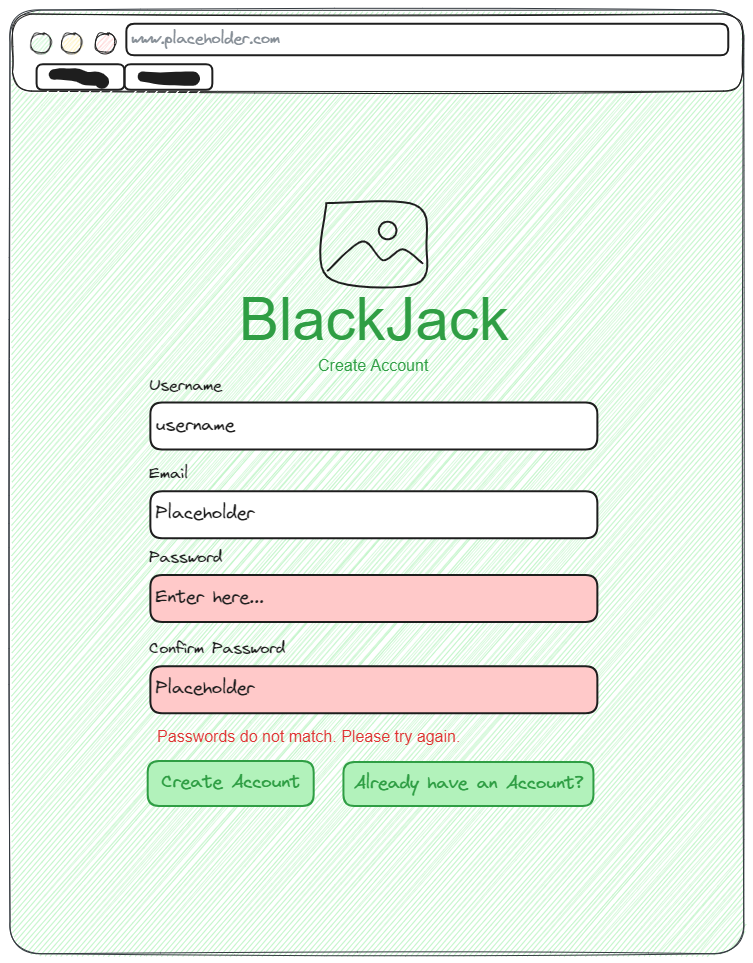 www.placeholder.com
BlackJack
Create Account
Username
username
Email
Placeholder
Password
Enter here...
Confirm Password
Placeholder
Passwords do not match. Please try again.
Create Account
Already have an Account?